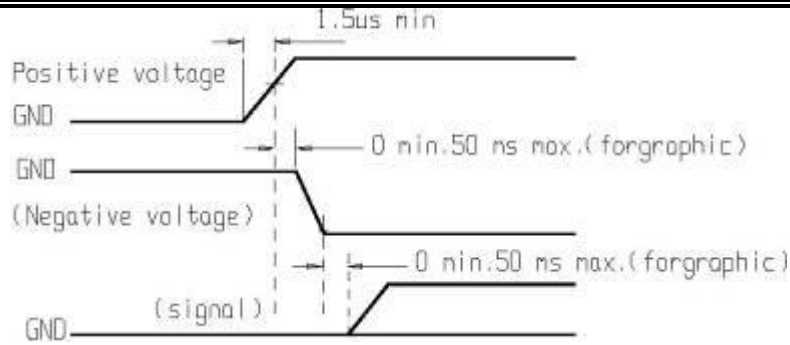 1.5us min
Positive voltage
GND
0 min.50 ms max.(forgraphic)
GND
(Negative voltage)
0 min.50 ms max.(forgraphic)
(signal)
GND